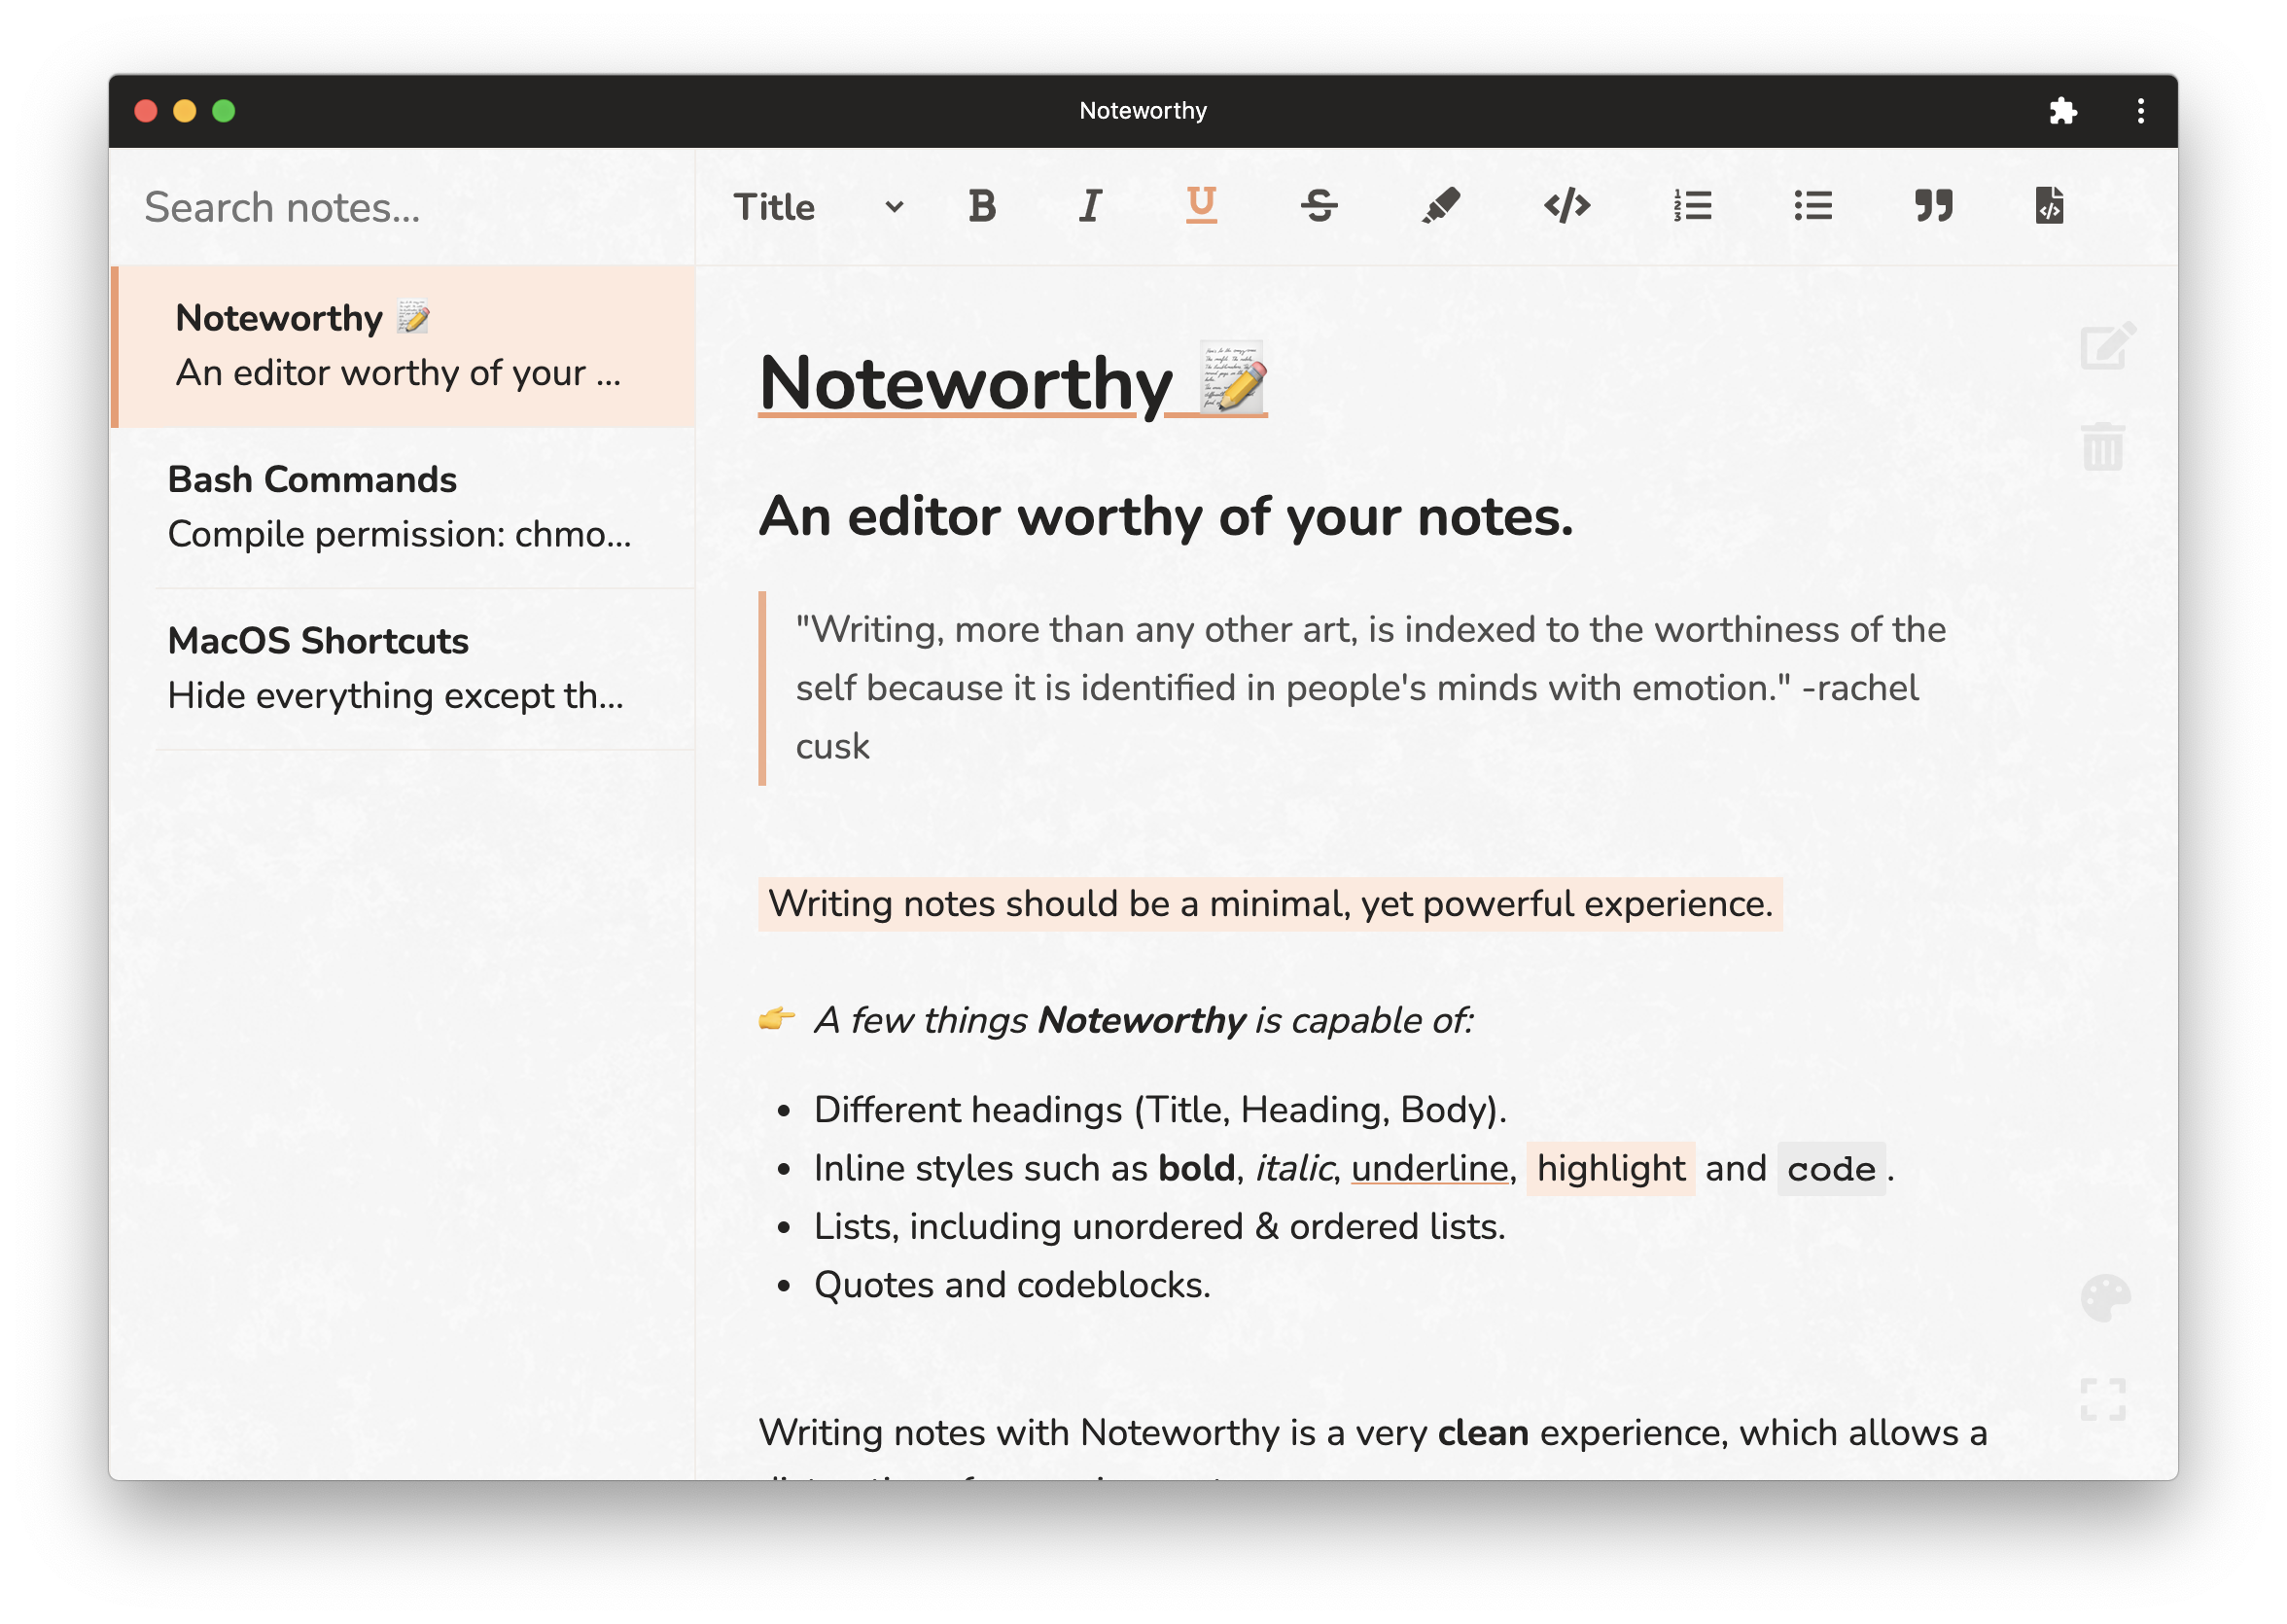 Noteworthy
Search notes...
Title
Noteworthy 📝
An editor worthy of your ...
Bash Commands
Compile permission: chmo...
MacOS Shortcuts
Hide everything except th...
Noteworthy 📝
An editor worthy of your notes.
"Writing, more than any other art, is indexed to the worthiness of the
self because it is identified in people's minds with emotion." -rachel
cusk
Writing notes should be a minimal, yet powerful experience.
👉 A few things Noteworthy is capable of:
• Different headings (Title, Heading, Body).
• Inline styles such as bold, italic, underline, highlight and code.
• Lists, including unordered & ordered lists.
• Quotes and codeblocks.
Writing notes with Noteworthy is a very clean experience, which allows a